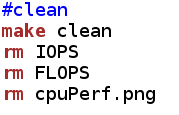 #clean
make clean
rm IOPS
rm FLOPS
rm cpuPerf.png